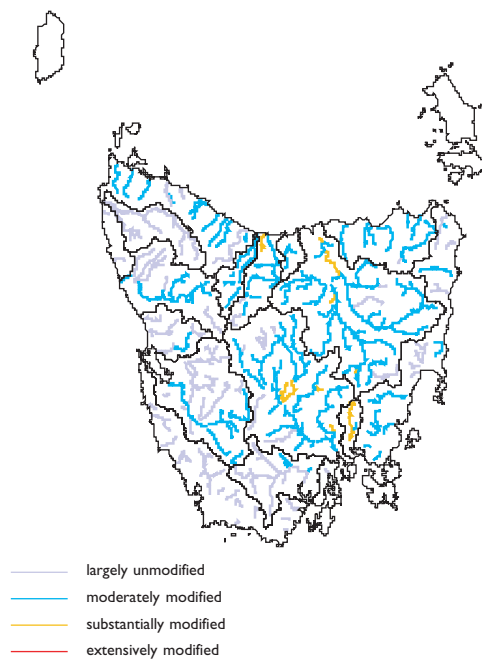 largely unmodified
moderately modified
substantially modified
extensively modified